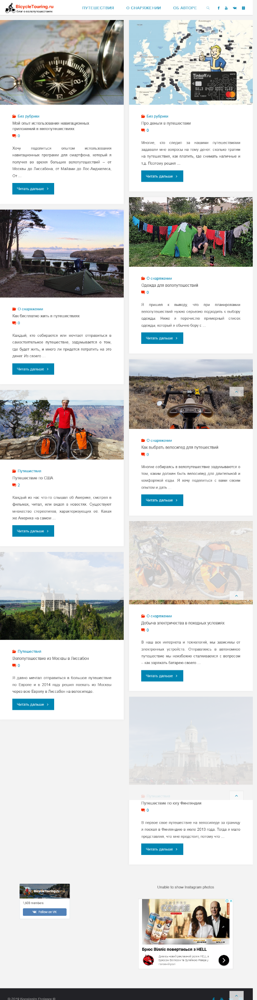 BicycleTouring.ru
блог о велопутешествиях
ПУТЕШЕСТВИЯ
О СНАРЯЖЕНИИ
ОБ АВТОРЕ
Без рубрики
Мой опыт использования навигационных
приложений в велопутешествиях
0
Хочу поделиться опытом использования
навигационных программ для смартфона, который я
получил во время больших велопутешествий – от
Москвы до Лиссабона, от Майами до Лос-Анджелеса,
От ...
Читать дальше
Швеция
Германия
Франция
Испания
Tinkoff.ru
PLATINUM
world
Без рубрики
Про деньги в путешествии
0
Многие, кто следил за нашими путешествиями
задавали мне вопросы на тему денег: сколько тратим
на путешествия, как платить, где снимать наличные и
т.д. Поэтому решил ...
Читать дальше
О снаряжении
Как бесплатно жить в путешествиях
0
Каждый, кто собирается или мечтает отправиться в
самостоятельное путешествие, задумывается о том,
где будет жить, и много ли придется потратить на это
денег. Из своего ...
Читать дальше
О снаряжении
Одежда для велопутешествий
0
Я пришел к выводу, что при планировании
велопутешествий нужно серьезно подходить к выбору
одежды. Ниже я перечислю примерный список
одежды, который я обычно беру с ...
Читать дальше
Путешествия
Путешествие по США
2
Каждый из нас что-то слышал об Америке, смотрел в
фильмах, читал, или видел в новостях. Существуют
множество стереотипов, характеризующих её. Какая
же Америка на самом ...
Читать дальше
BROOKS
О снаряжении
Как выбрать велосипед для путешествий
0
Многие собираясь в велопутешествие задумываются о
том, каким должен быть велосипед для длительной и
комфортной езды. Я хочу поделиться с вами своим
опытом и дать ...
Читать дальше
Путешествия
Велопутешествие из Москвы в Лиссабон
0
Я давно мечтал отправиться в большое путешествие
по Европе и в 2014 году решил поехать из Москвы
через всю Европу в Лиссабон на велосипеде.
Читать дальше
О снаряжении
Добыча электричества в походных условиях
0
В наш век интернета и технологий, мы зависимы от
электронных устройств. Отправляясь в автономное
путешествие мы неизбежно сталкиваемся с вопросом
– как заряжать батарею своего ...
Читать дальше
Путешествия
Путешествие по югу Финляндии
0
В первое свое путешествие на велосипеде за границу
я поехал в Финляндию в июле 2013 года. Тогда я мало
представлял, что мне предстоит, потому что ...
Читать дальше
BicycleTouring.ru
1,608 members
Follow on VK
Unable to show Instagram photos
ENERGY
COFFEE
ZULEYKA
RIVERA
BRUCE
WILLIS
Брюс Вілліс повертається з HELL
Дивись новий рекламний ролик HELL з
Брюсом Віллісом та Зулейкою Рівера у
головній ролі
© 2019 Konstantin Protasov ®